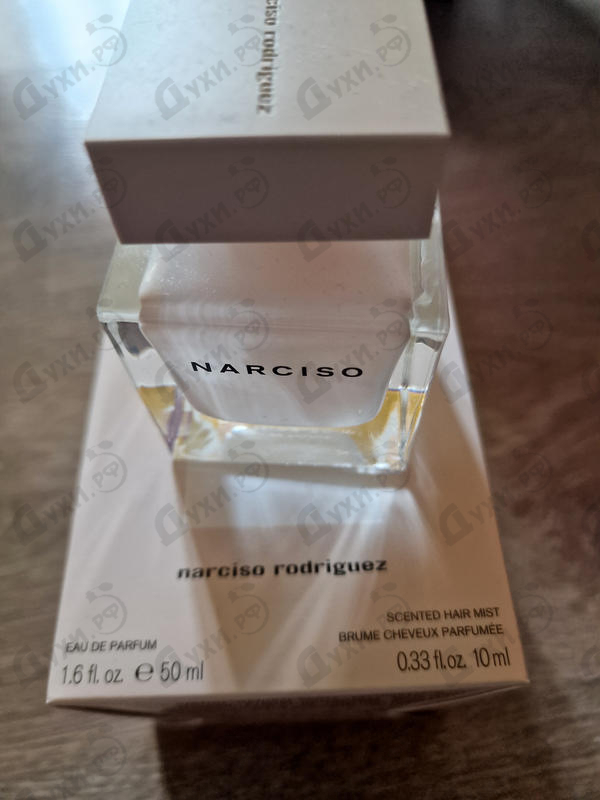 ciso rodriguez
NARCISO
narciso rodriguez
EAU DE PARFUM
1.6 fl. oz. ℮ 50 ml
SCENTED HAIR MIST
BRUME CHEVEUX PARFUMÉE
0.33 fl.oz. 10 ml
Духи.РФ